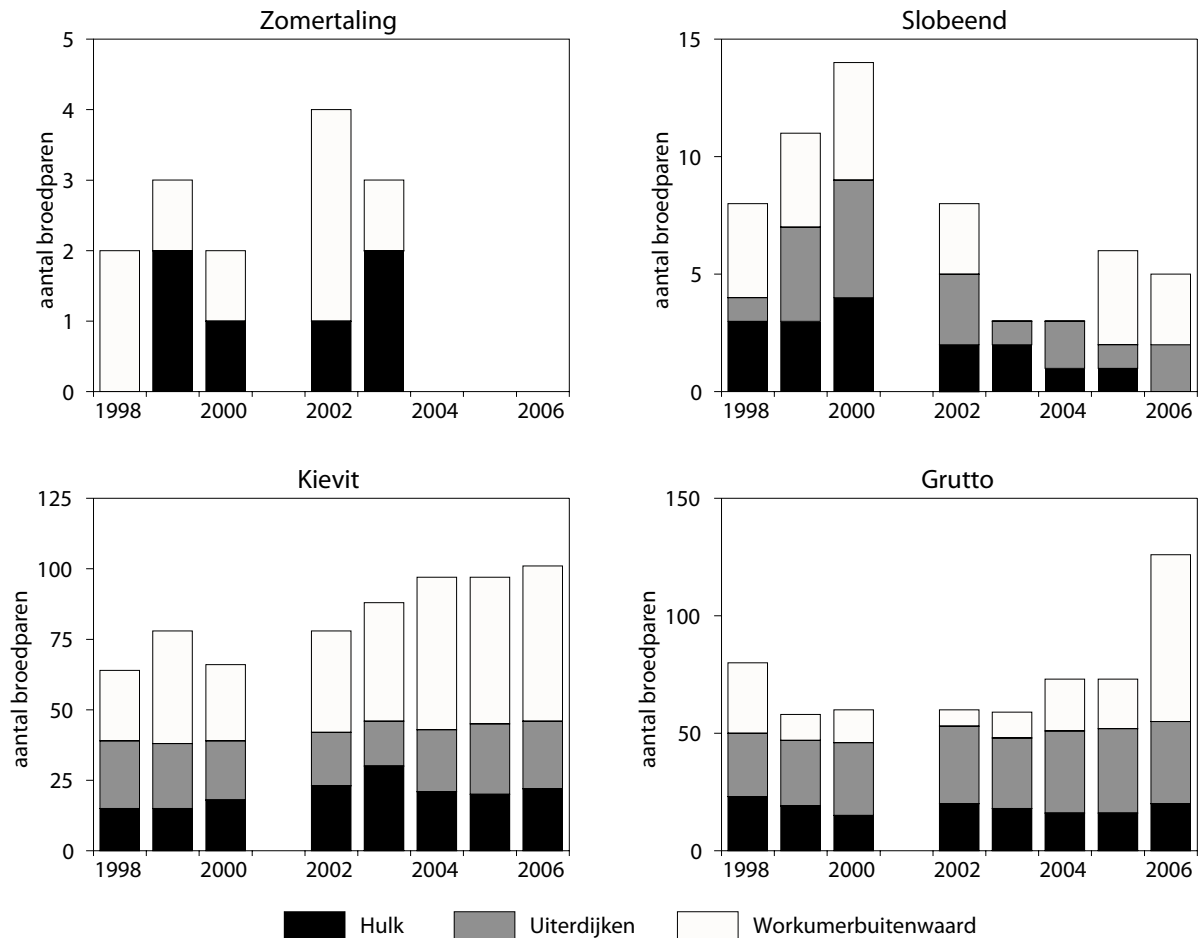 Zomertaling
aantal broedparen
5
4
3
2
1
0
1998 2000 2002 2004 2006
Slobeend
aantal broedparen
15
10
5
0
1998 2000 2002 2004 2006
Kievit
aantal broedparen
125
100
75
50
25
0
1998 2000 2002 2004 2006
Grutto
aantal broedparen
150
100
50
0
1998 2000 2002 2004 2006
Hulk Uiterdijken Workumerbuitenwaard